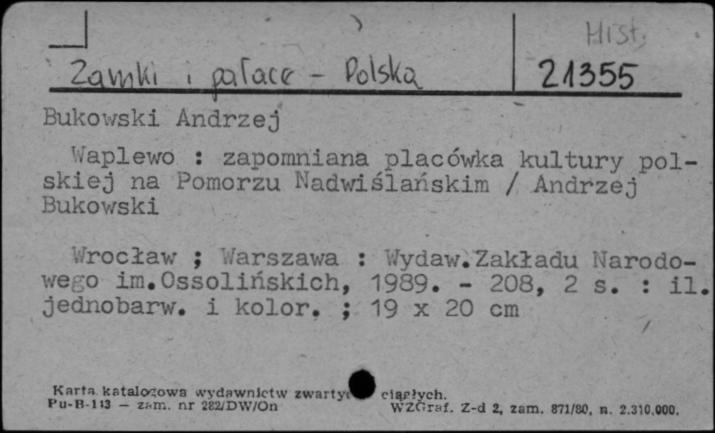 Hist.
Zamki i pałace - Polska 21355
Bukowski Andrzej
Waplewo : zapomniana placówka kultury pol-
skiej na Pomorzu Nadwiślańskim / Andrzej
Bukowski
Wrocław ; Warszawa : Wydaw.Zakładu Narodo-
wego im.Ossolińskich, 1989. - 208, 2 s. : il.
jednobarw. i kolor. ; 19 x 20 cm
Karta katalogowa wydawnictw zwartych ciągłych.
Pu-B-113 — zam. nr 282/DW/On WZGraf. Z-d 2, zam. 871/80, n. 2.310.000.